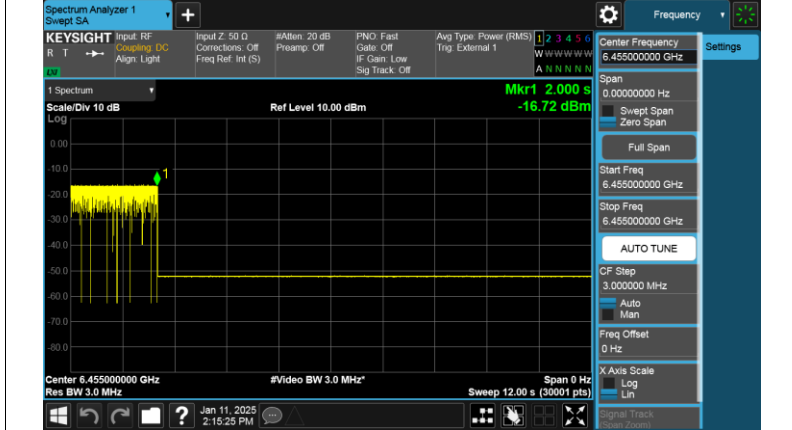 Spectrum Analyzer 1
Swept SA
Frequency
KEYSIGHT
R T
LXI
Input: RF
Coupling: DC
Align: Light
Input Z: 50 Ω
Corrections: Off
Freq Ref: Int (S)
#Atten: 20 dB
Preamp: Off
PNO: Fast
Gate: Off
IF Gain: Low
Sig Track: Off
Avg Type: Power (RMS)
Trig: External 1
1 2 3 4 5 6
W W W W W W
A N N N N N
1 Spectrum
Scale/Div 10 dB
Ref Level 10.00 dBm
Mkr1 2.000 s
-16.72 dBm
Log
0.00
-10.0
-20.0
-30.0
-40.0
-50.0
-60.0
-70.0
-80.0
1
Center 6.455000000 GHz
Res BW 3.0 MHz
#Video BW 3.0 MHz*
Span 0 Hz
Sweep 12.00 s (30001 pts)
Jan 11, 2025
2:15:25 PM
Center Frequency
6.455000000 GHz
Settings
Span
0.00000000 Hz
Swept Span
Zero Span
Full Span
Start Freq
6.455000000 GHz
Stop Freq
6.455000000 GHz
AUTO TUNE
CF Step
3.000000 MHz
Auto
Man
Freq Offset
0 Hz
X Axis Scale
Log
Lin
Signal Track
(Span Zoom)